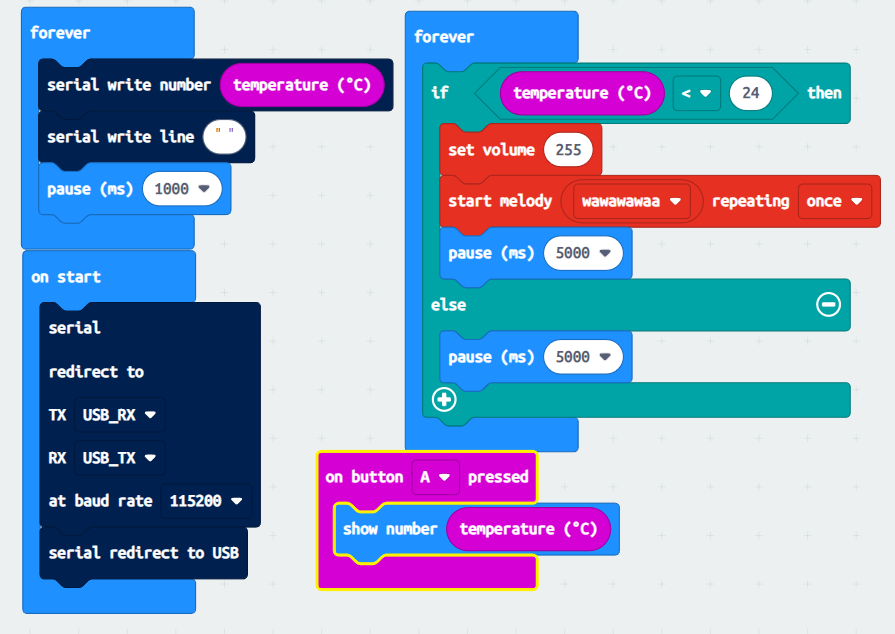 forever
serial write number temperature (°C)
serial write line " "
pause (ms) 1000
on start
serial
redirect to
TX USB_RX
RX USB_TX
at baud rate 115200
serial redirect to USB
forever
if temperature (°C) < 24 then
set volume 255
start melody wawawawaa repeating once
pause (ms) 5000
else
pause (ms) 5000
on button A pressed
show number temperature (°C)